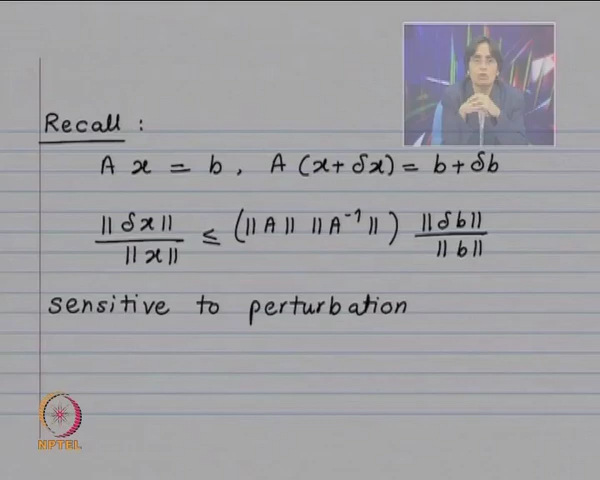 Recall :
A x = b, A (x + δx) = b + δb
||δx|| / ||x|| ≤ (||A|| ||A⁻¹||) ||δb|| / ||b||
sensitive to perturbation
NPTEL